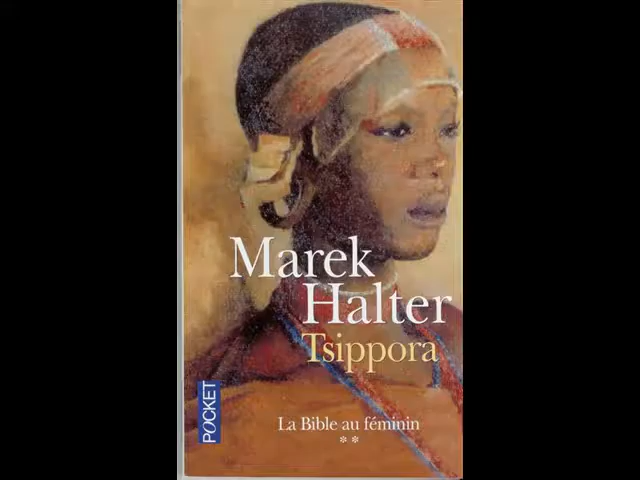 Marek
Halter
Tsippora
La Bible au féminin
**
POCKET